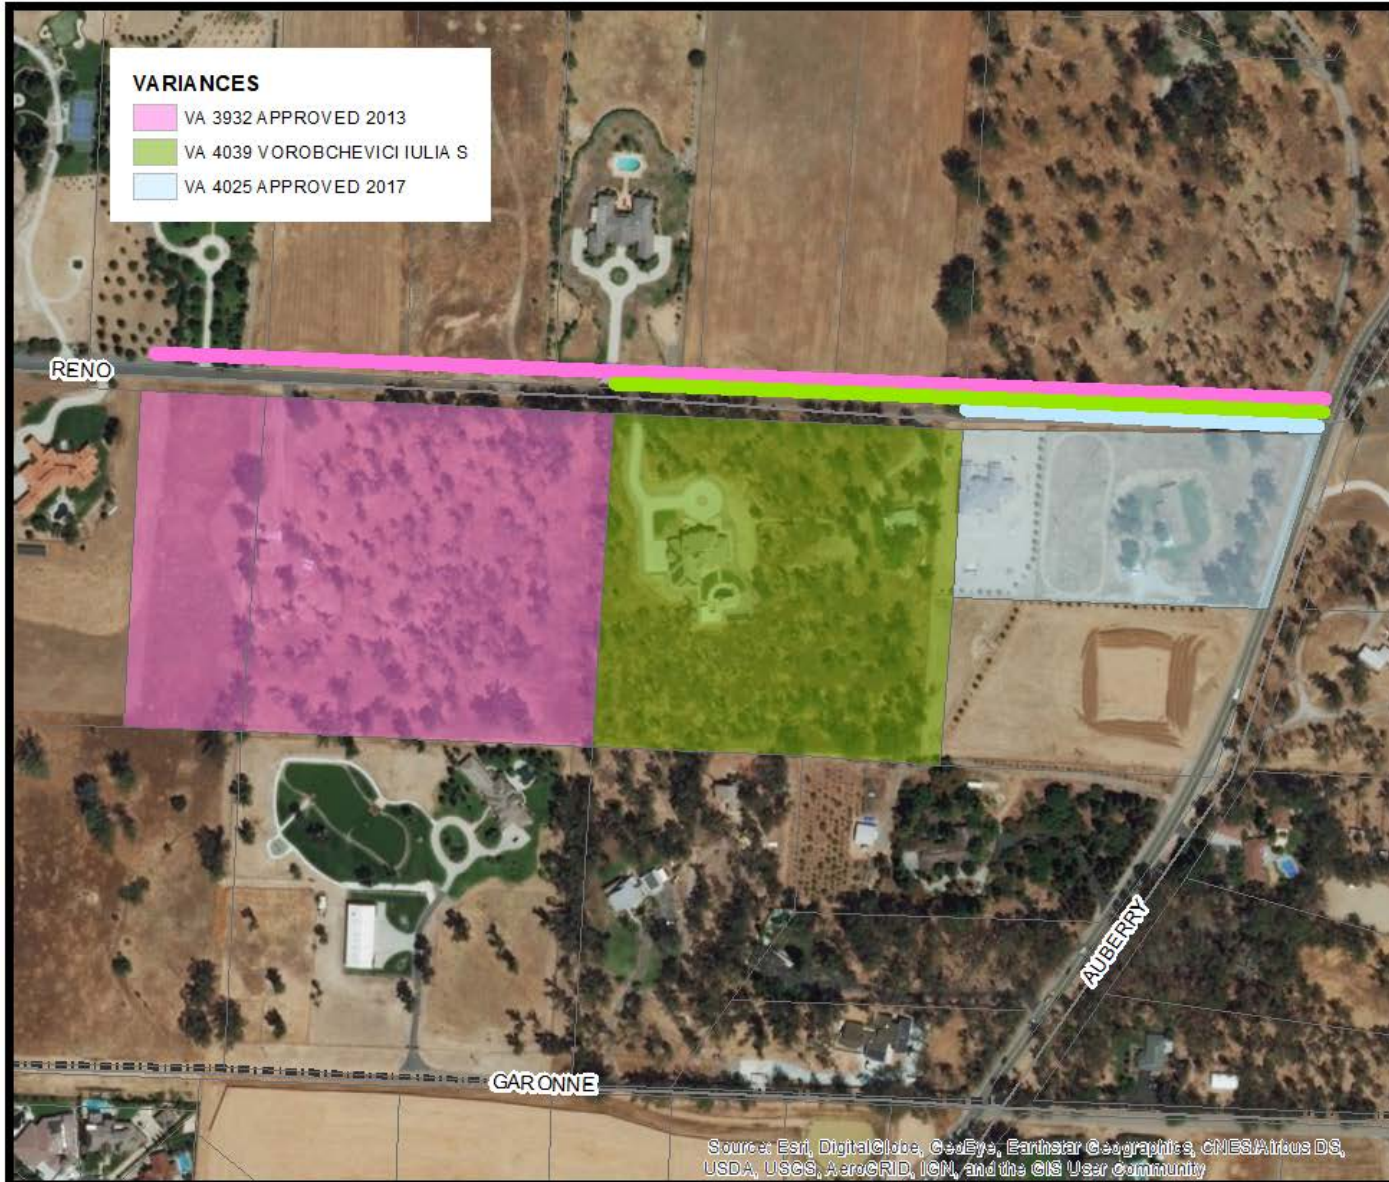 VARIANCES
VA 3932 APPROVED 2013
VA 4039 VOROBCHEVICI IULIA S
VA 4025 APPROVED 2017
RENO
AUBERRY
GARONNE
Source: Esri, DigitalGlobe, GeoEye, Earthstar Geographics, CNES/Airbus DS,
USDA, USGS, AeroGRID, IGN, and the GIS User Community